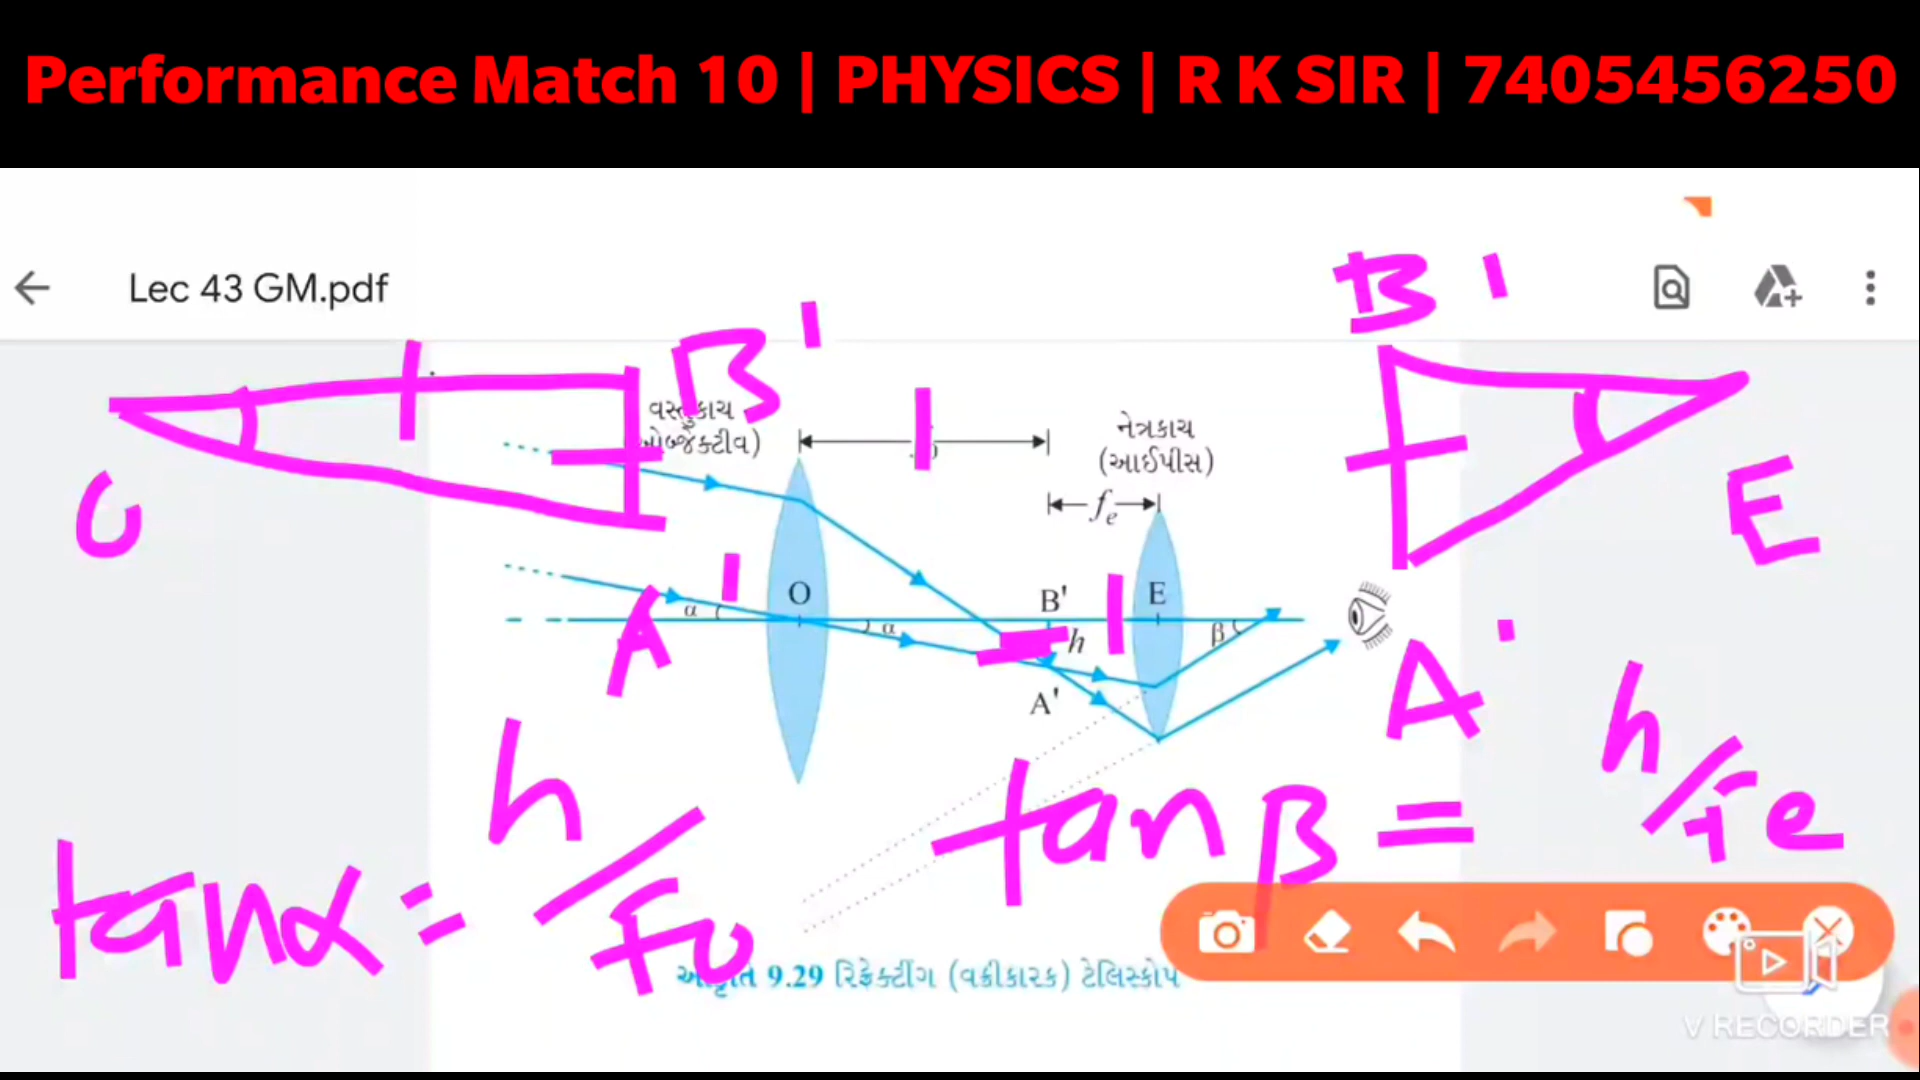 Performance Match 10 | PHYSICS | R K SIR | 7405456250
Lec 43 GM.pdf
B'
B'
વસ્તુકાચ
ઓબ્જેક્ટીવ)
નેત્રકાચ
(આઈપીસ)
O
E
fe
A'
α
O
α
B'
h
E
β
A'
A'
tanα = h/fo
tanβ = h/fe
આકૃતિ 9.29 રિફ્રેક્ટીંગ (વક્રીકારક) ટેલિસ્કોપ
V RECORDER